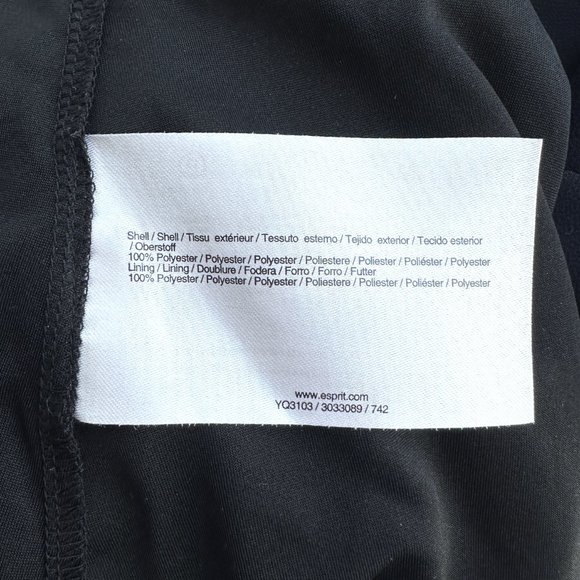 Shell / Shell / Tissu extérieur / Tessuto esterno / Tejido exterior / Tecido esterior
/ Oberstoff
100% Polyester / Polyester / Polyester / Poliestere / Poliester / Poliéster / Polyester
Lining / Lining / Doublure / Fodera / Forro / Forro / Futter
100% Polyester / Polyester / Polyester / Poliestere / Poliester / Poliéster / Polyester
www.esprit.com
YQ3103 / 3033089 / 742